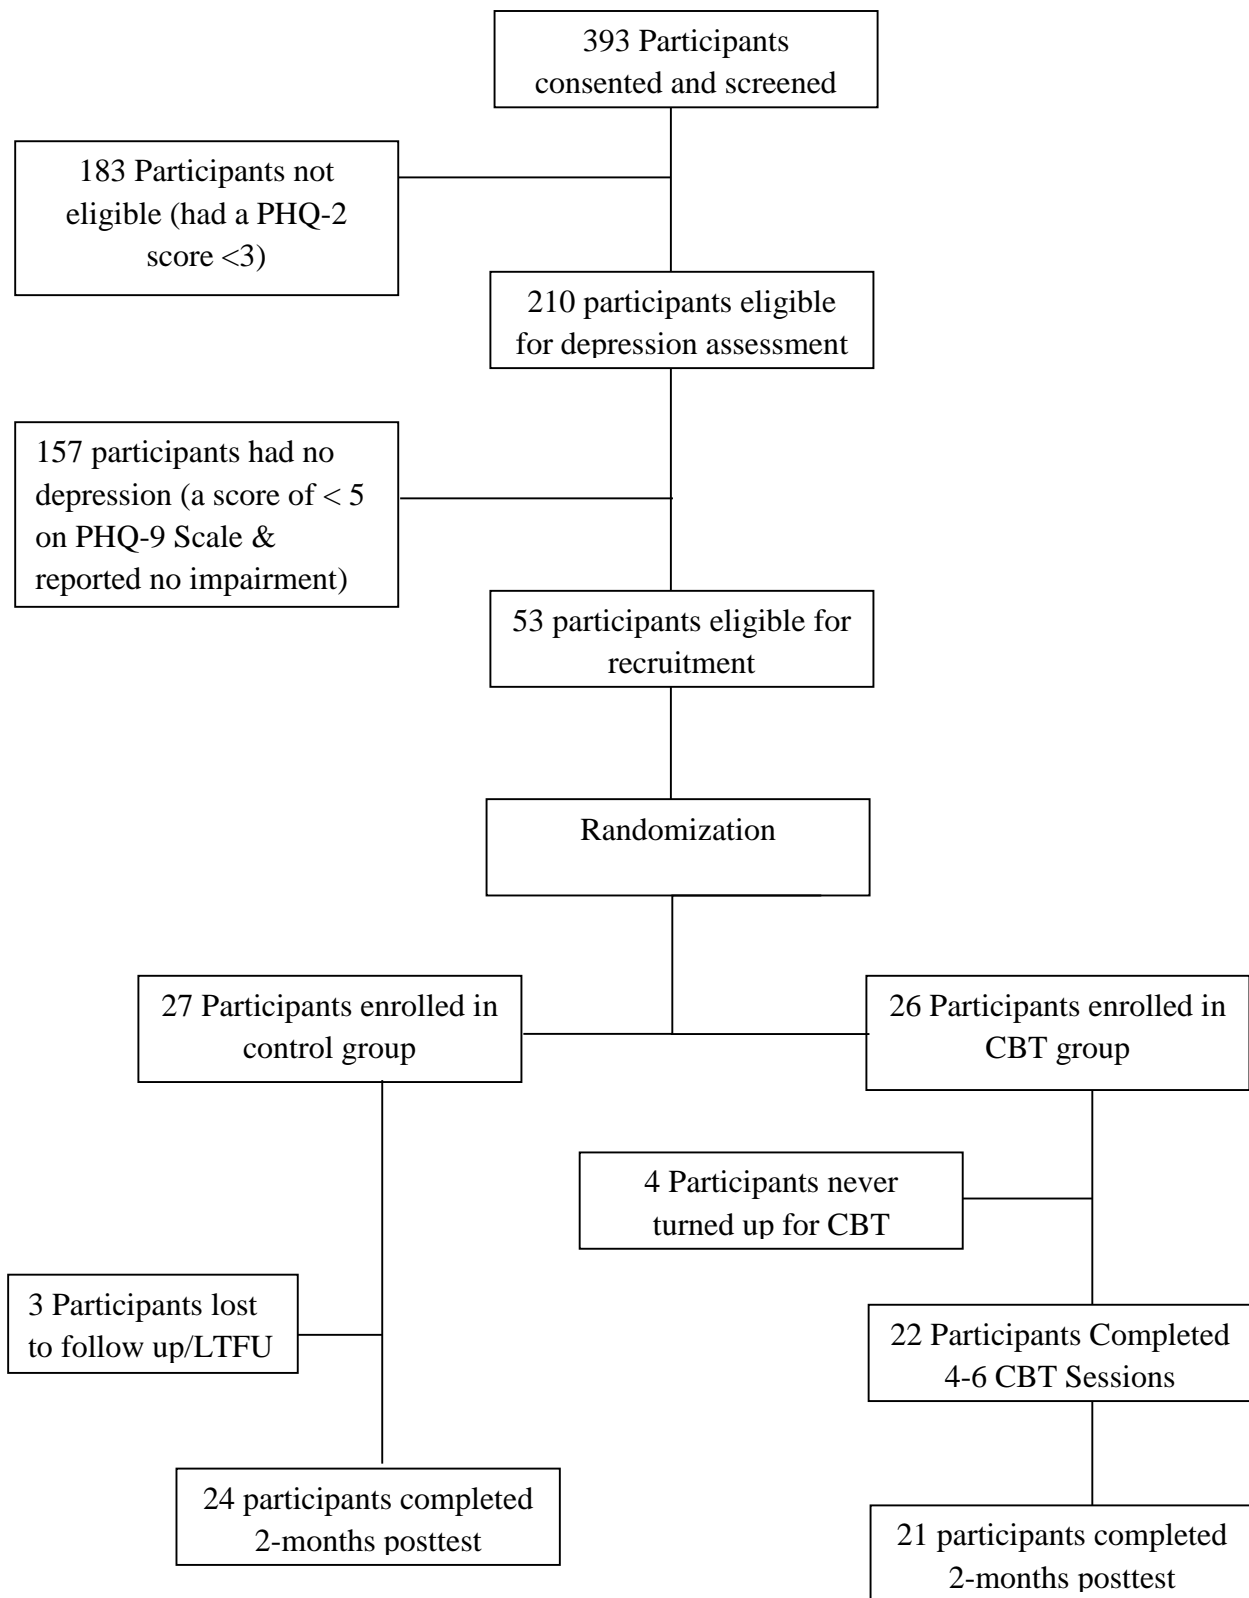 393 Participants
consented and screened
183 Participants not
eligible (had a PHQ-2
score <3)
210 participants eligible
for depression assessment
157 participants had no
depression (a score of < 5
on PHQ-9 Scale &
reported no impairment)
53 participants eligible for
recruitment
Randomization
27 Participants enrolled in
control group
26 Participants enrolled in
CBT group
4 Participants never
turned up for CBT
3 Participants lost
to follow up/LTFU
22 Participants Completed
4-6 CBT Sessions
24 participants completed
2-months posttest
21 participants completed
2-months posttest